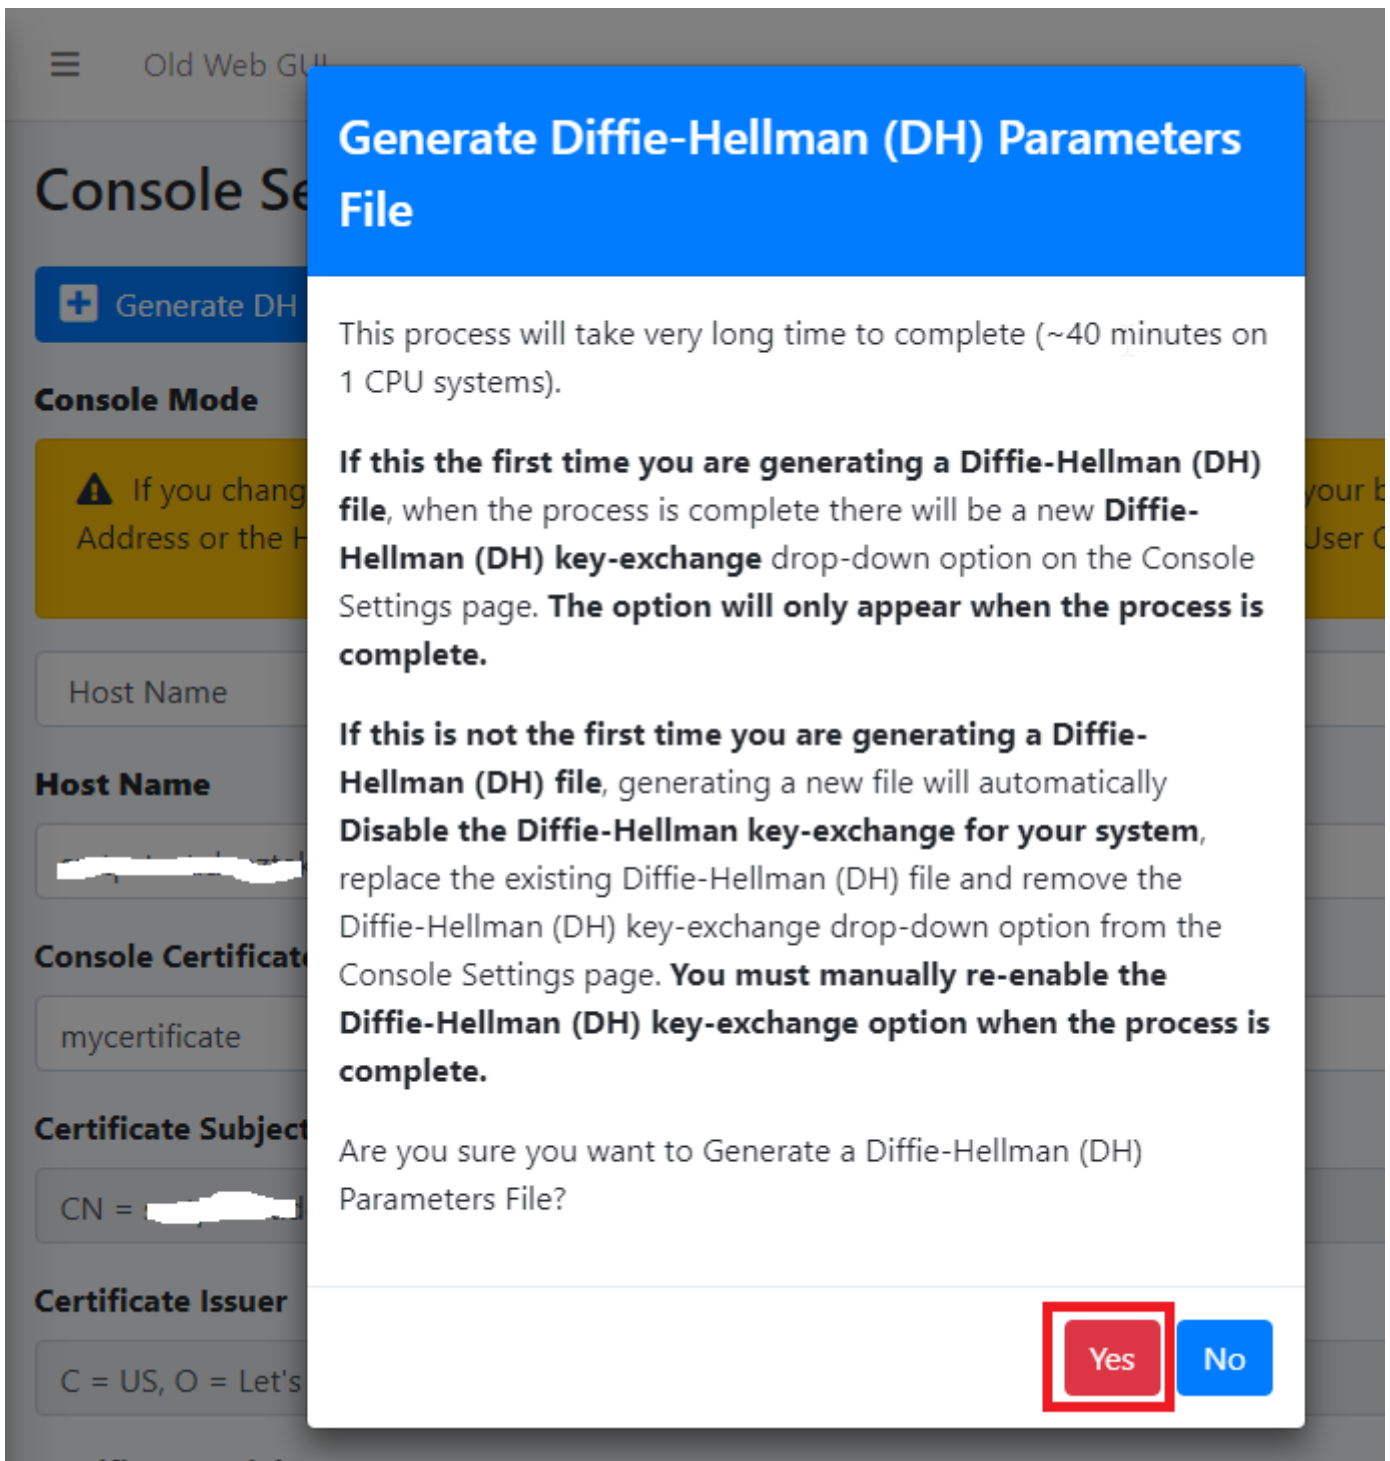 Old Web GUI
Generate Diffie-Hellman (DH) Parameters
File
Console Se
Generate DH
This process will take very long time to complete (~40 minutes on
1 CPU systems).
Console Mode
If this the first time you are generating a Diffie-Hellman (DH)
If you chang
file, when the process is complete there will be a new Diffie-
your b
Address or the H
Hellman (DH) key-exchange drop-down option on the Console
User C
Settings page. The option will only appear when the process is
complete.
Host Name
If this is not the first time you are generating a Diffie-
Hellman (DH) file, generating a new file will automatically
Host Name
Disable the Diffie-Hellman key-exchange for your system,
replace the existing Diffie-Hellman (DH) file and remove the
Diffie-Hellman (DH) key-exchange drop-down option from the
Console Certificate
Console Settings page. You must manually re-enable the
Diffie-Hellman (DH) key-exchange option when the process is
mycertificate
complete.
Certificate Subject
Are you sure you want to Generate a Diffie-Hellman (DH)
Parameters File?
CN =
Certificate Issuer
Yes
No
C = US, O = Let's